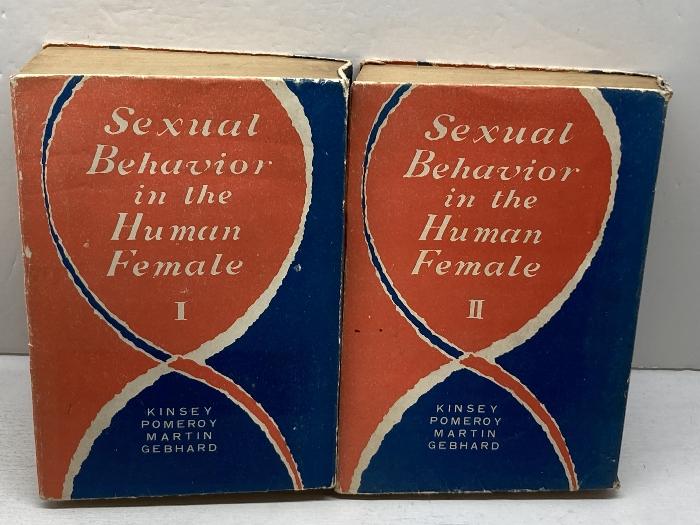 Sexual
Behavior
in the
Human
Female
I
KINSEY
POMEROY
MARTIN
GEBHARD
Sexual
Behavior
in the
Human
Female
II
KINSEY
POMEROY
MARTIN
GEBHARD